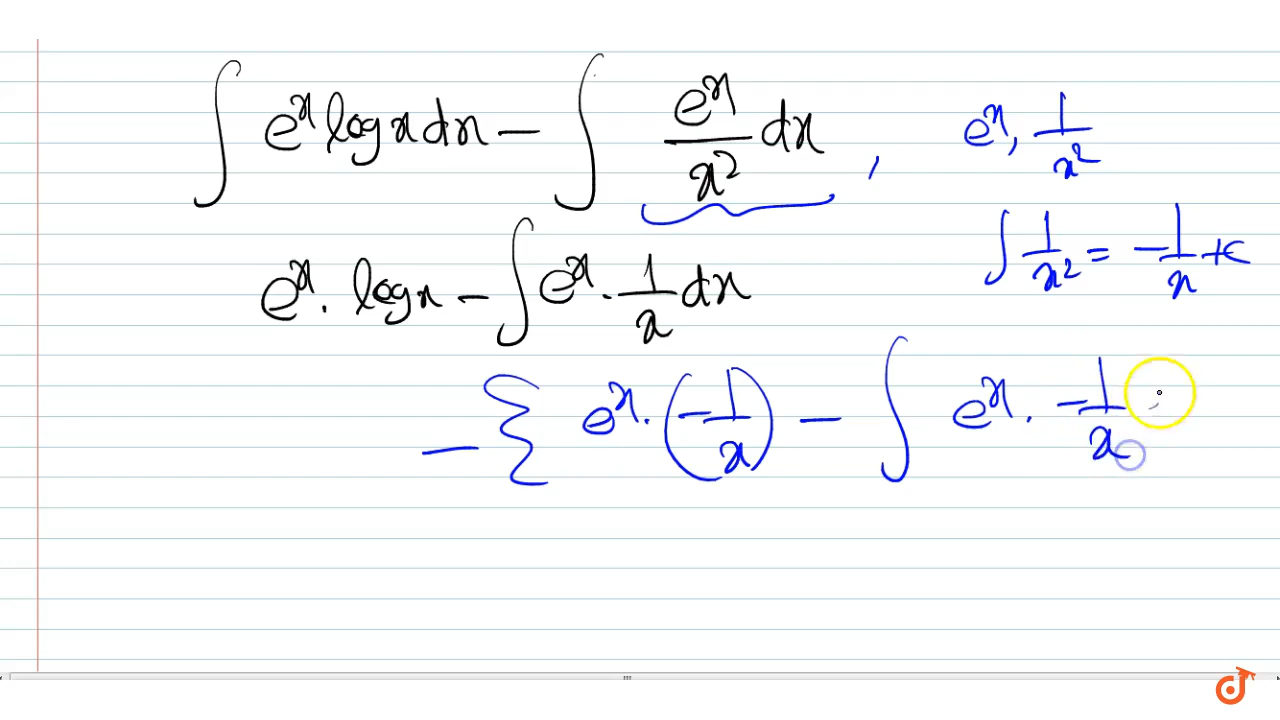 ∫ eˣ log x dx − ∫ eˣ/x² dx , eˣ, 1/x²
∫ 1/x² = −1/x + c
eˣ · log x − ∫ eˣ · 1/x dx
− { eˣ · (−1/x) − ∫ eˣ · −1/x